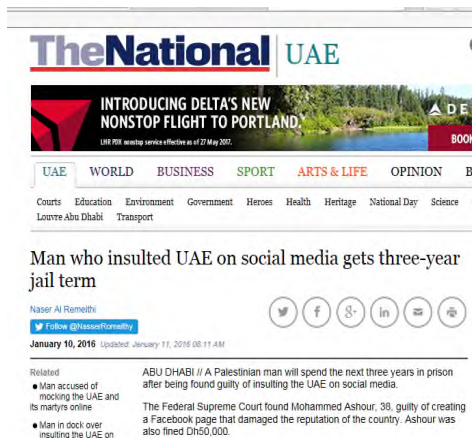 TheNational UAE
INTRODUCING DELTA'S NEW
NONSTOP FLIGHT TO PORTLAND.
LHR PDX nonstop service effective as of 27 May 2017.
DE
BOOK
UAE WORLD BUSINESS SPORT ARTS & LIFE OPINION B
Courts Education Environment Government Heroes Health Heritage National Day Science
Louvre Abu Dhabi Transport
Man who insulted UAE on social media gets three-year
jail term
Naser Al Remeithi
Follow @NasserRomeithy
January 10, 2016 Updated: January 11, 2016 08:11 AM
Related
Man accused of
mocking the UAE and
its martyrs online
Man in dock over
insulting the UAE on
ABU DHABI // A Palestinian man will spend the next three years in prison
after being found guilty of insulting the UAE on social media.
The Federal Supreme Court found Mohammed Ashour, 38, guilty of creating
a Facebook page that damaged the reputation of the country. Ashour was
also fined Dh50,000.